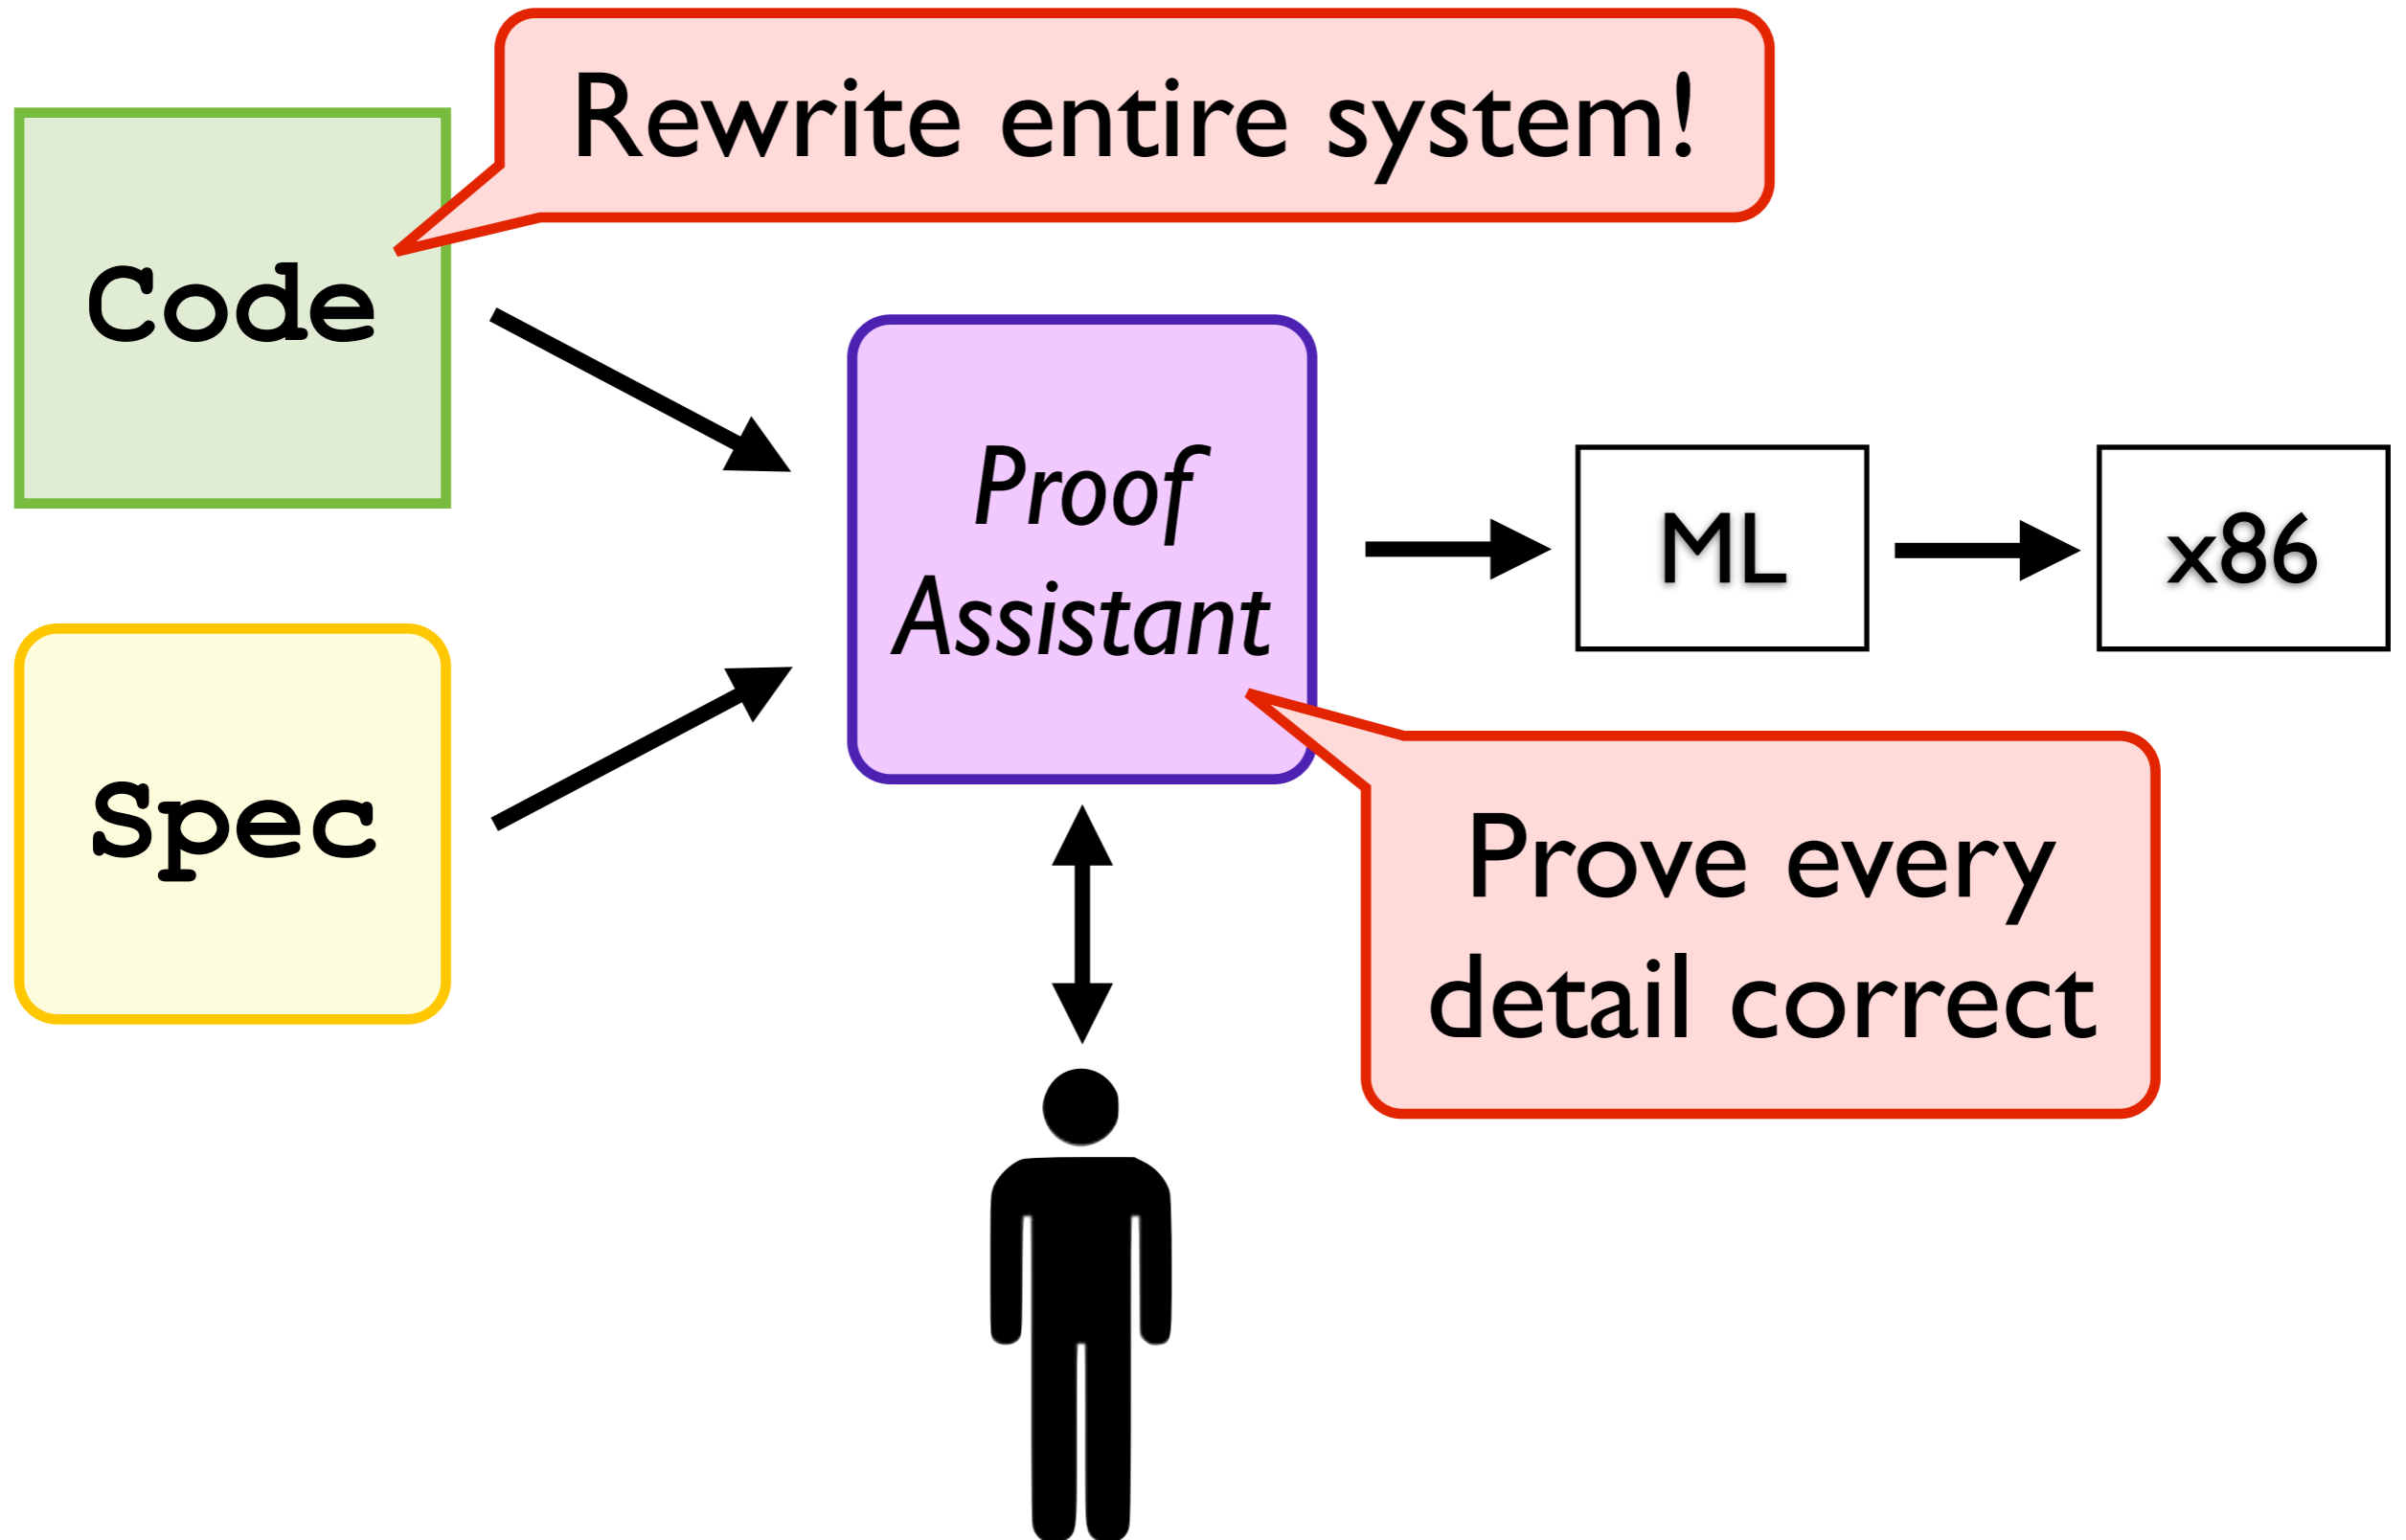 Rewrite entire system!
Code
Proof
Assistant
ML
x86
Spec
Prove every
detail correct